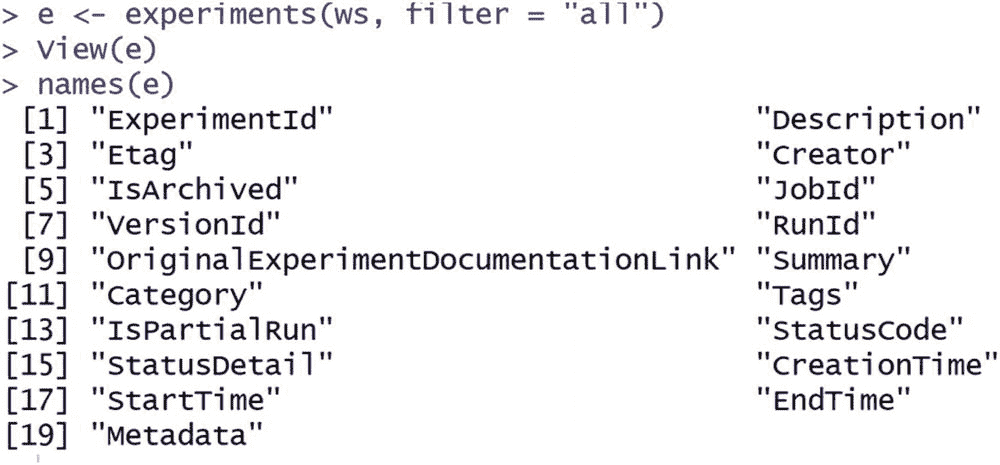 > e <- experiments(ws, filter = "all")
> View(e)
> names(e)
[1] "ExperimentId" "Description"
[3] "Etag" "Creator"
[5] "IsArchived" "JobId"
[7] "VersionId" "RunId"
[9] "OriginalExperimentDocumentationLink" "Summary"
[11] "Category" "Tags"
[13] "IsPartialRun" "StatusCode"
[15] "StatusDetail" "CreationTime"
[17] "StartTime" "EndTime"
[19] "Metadata"